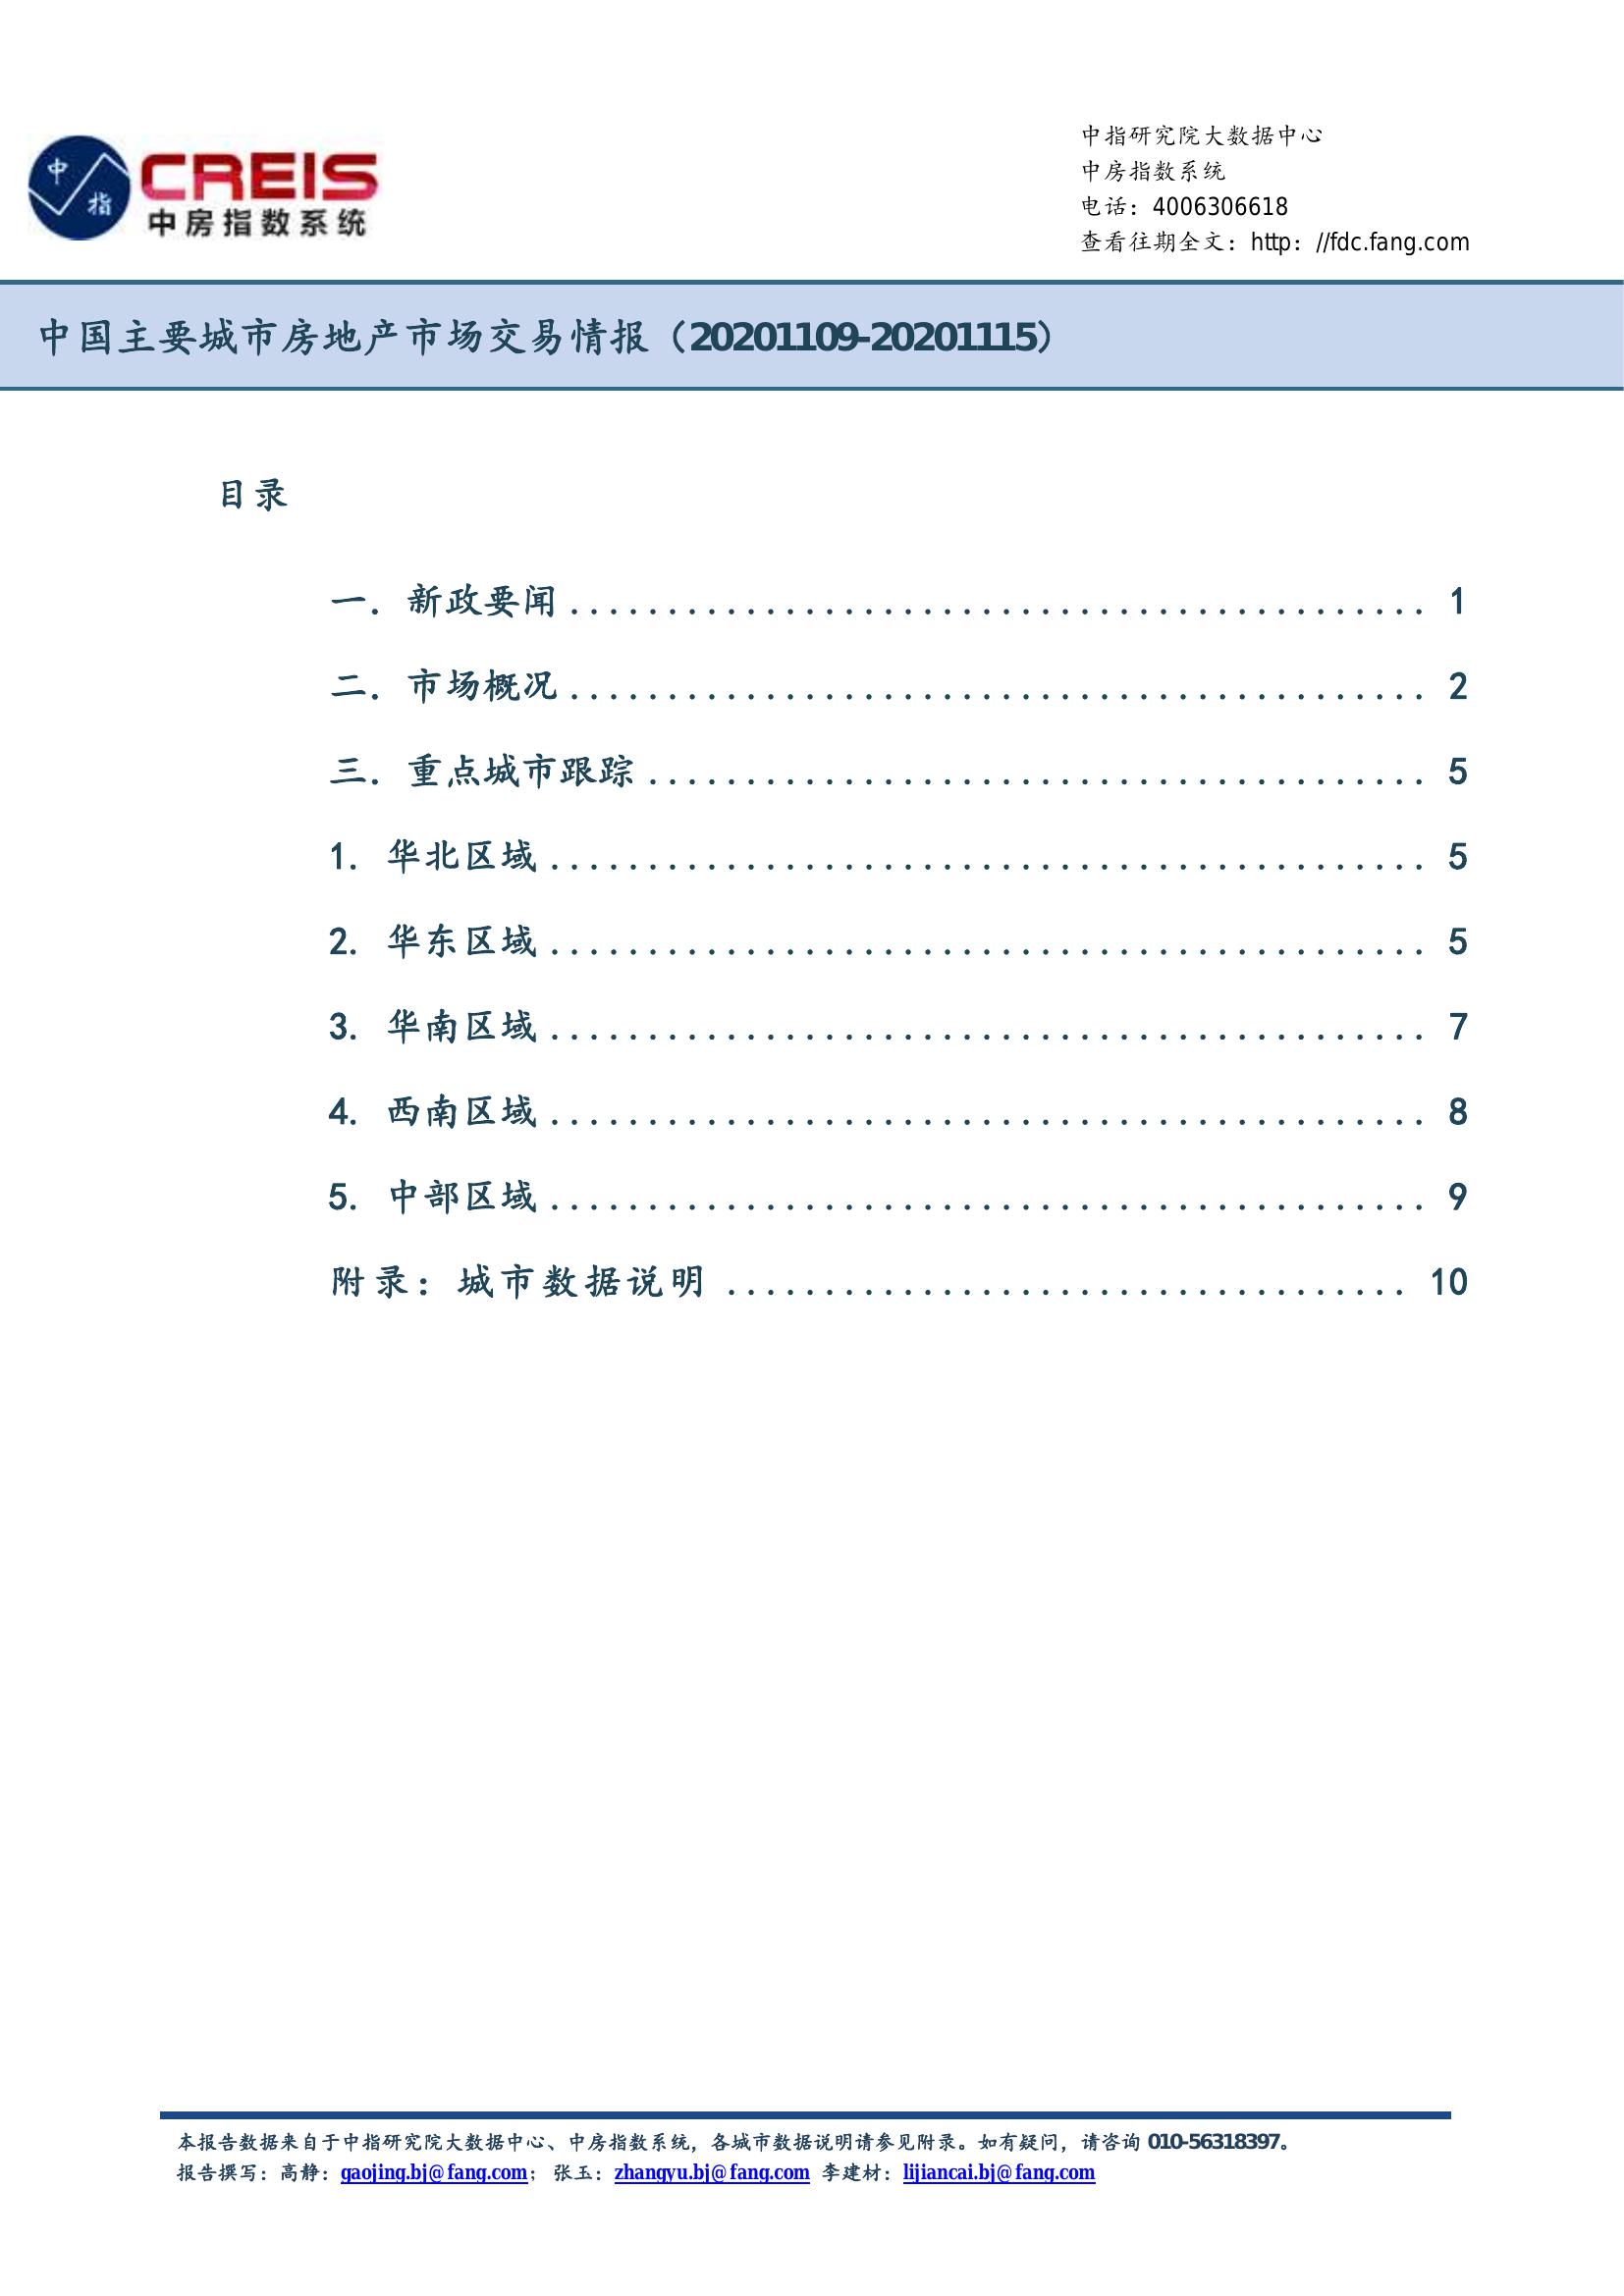 中指
CREIS
中房指数系统
中指研究院大数据中心
中房指数系统
电话：4006306618
查看往期全文：http：//fdc.fang.com
中国主要城市房地产市场交易情报（20201109-20201115）
目录
一. 新政要闻 ............................................ 1
二. 市场概况 ............................................ 2
三. 重点城市跟踪 ........................................ 5
1. 华北区域 ............................................. 5
2. 华东区域 ............................................. 5
3. 华南区域 ............................................. 7
4. 西南区域 ............................................. 8
5. 中部区域 ............................................. 9
附录：城市数据说明 ................................... 10
本报告数据来自于中指研究院大数据中心、中房指数系统，各城市数据说明请参见附录。如有疑问，请咨询 010-56318397。
报告撰写：高静：gaojing.bj@fang.com； 张玉：zhangyu.bj@fang.com 李建材：lijiancai.bj@fang.com